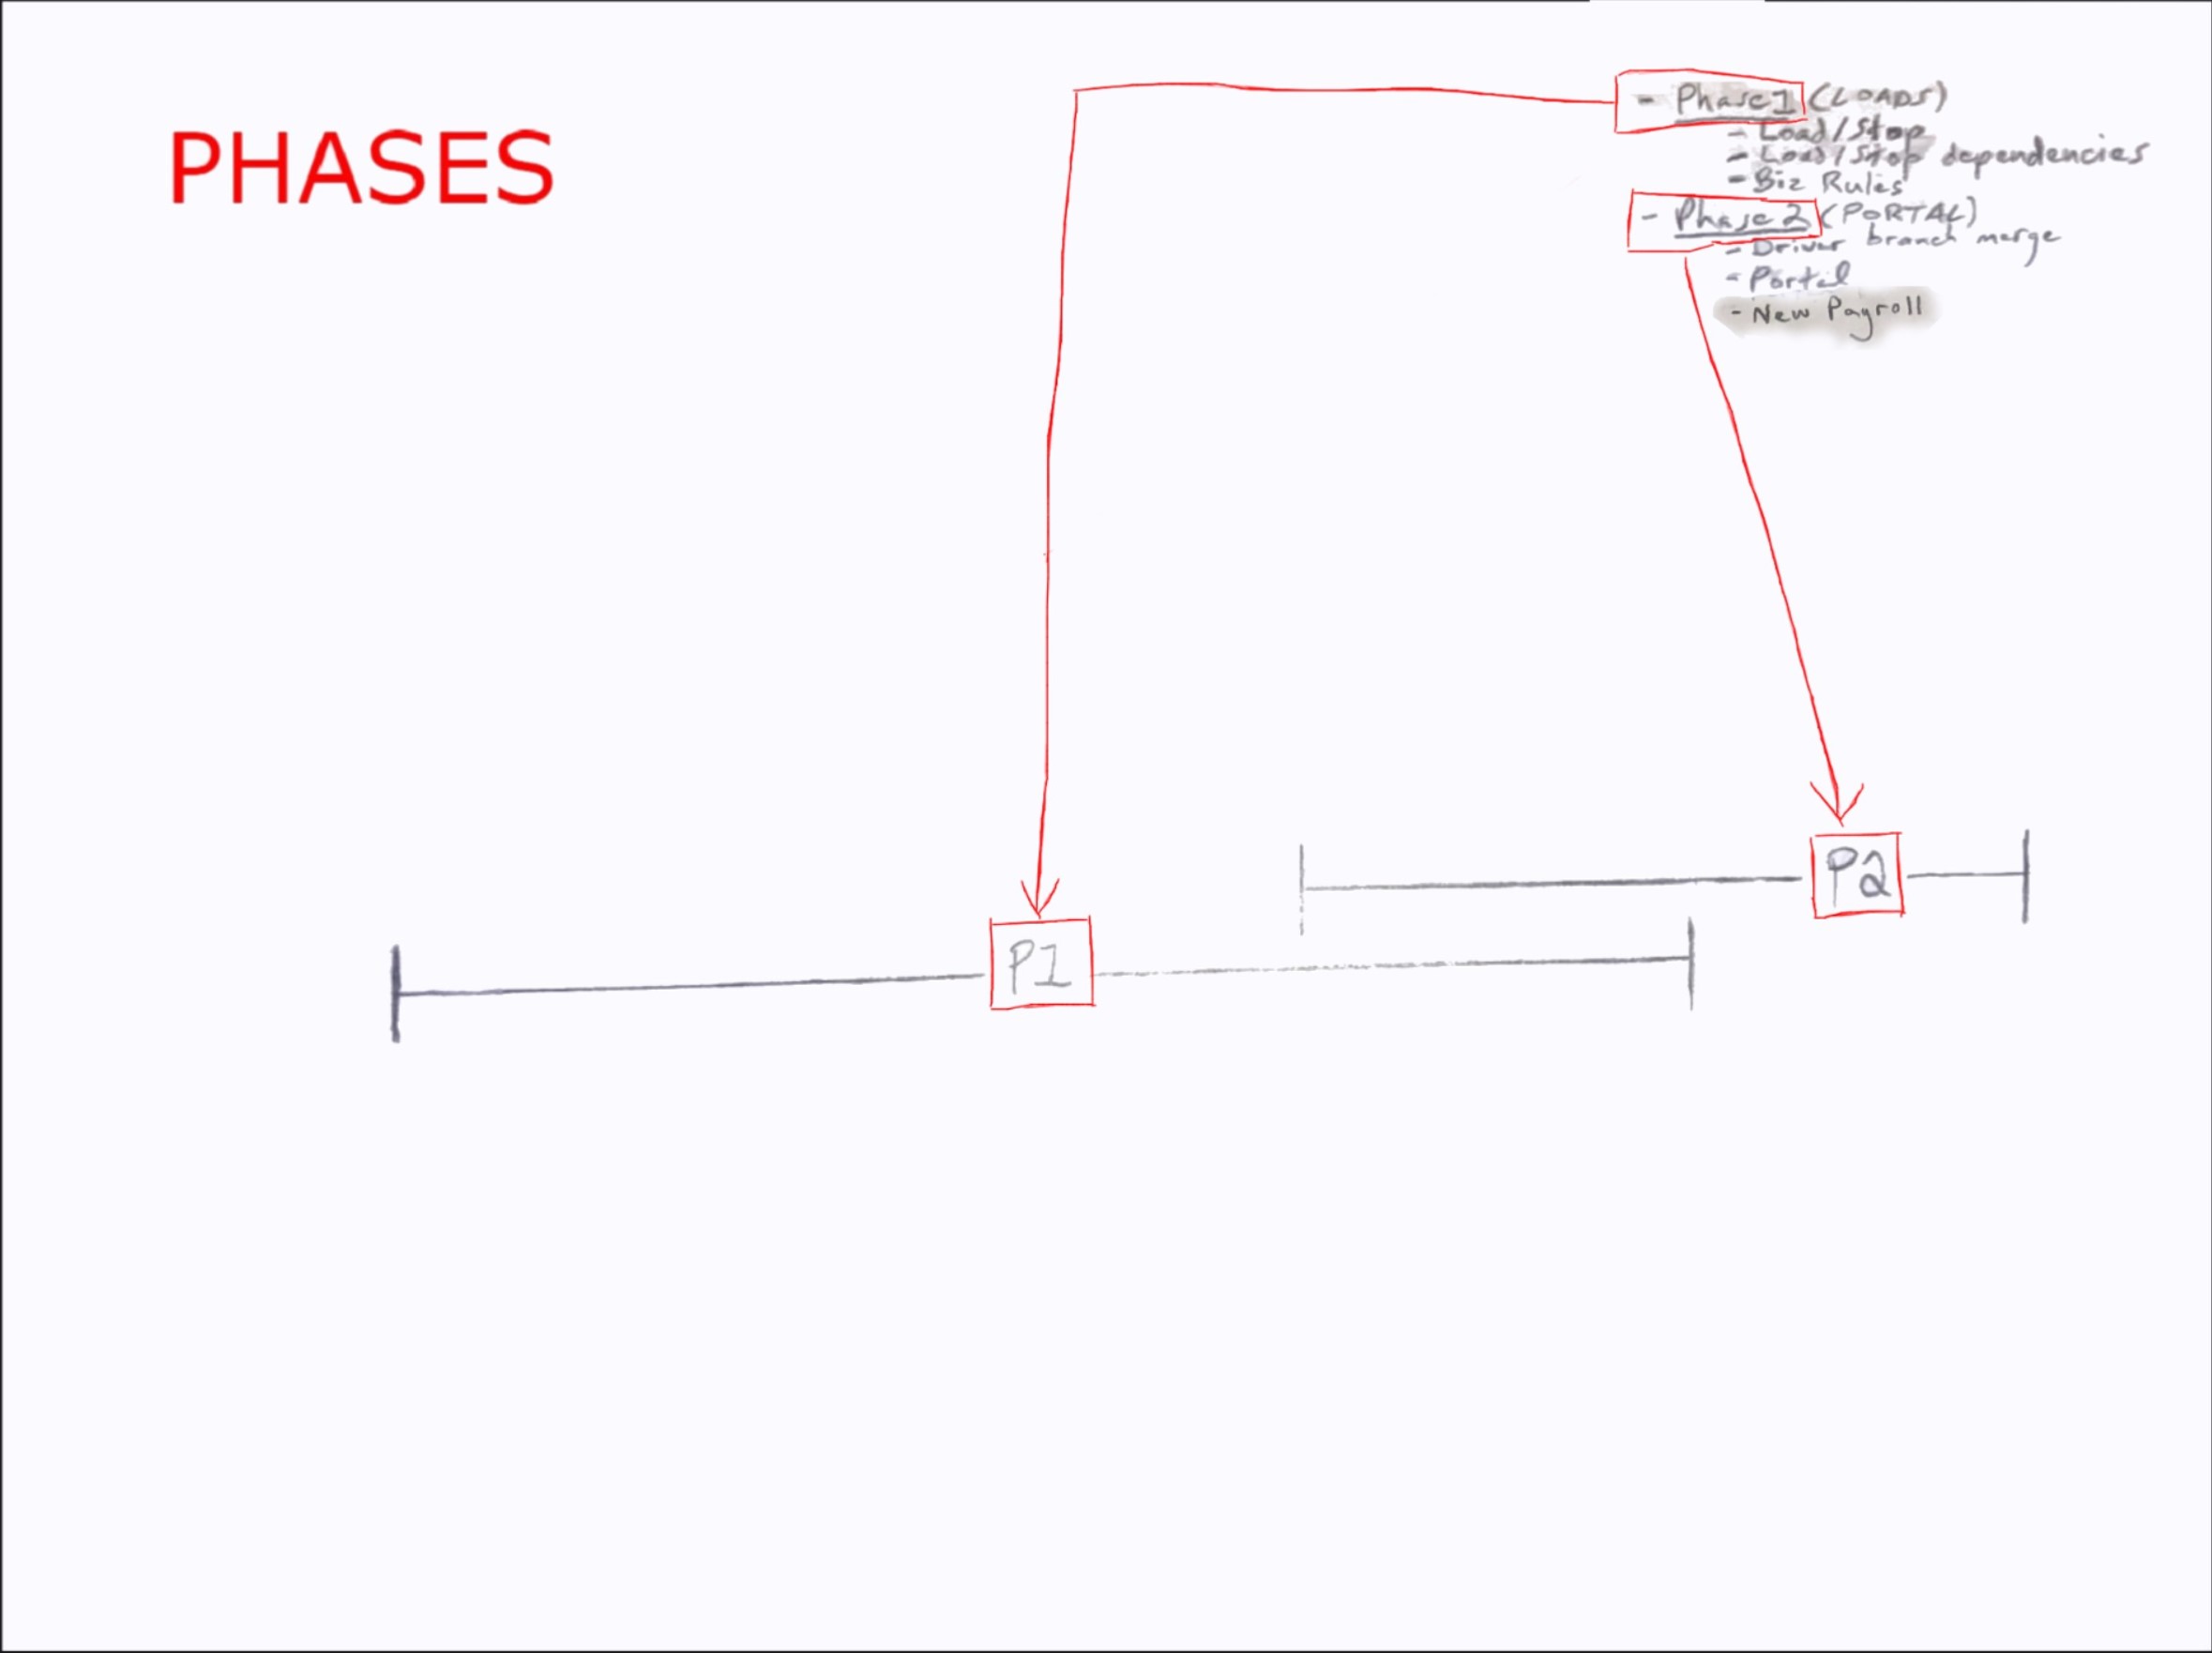 PHASES
- Phase 1 (LOADS)
- Load/Stop
- Load/Stop dependencies
- Biz Rules
- Phase 2 (PORTAL)
- Driver branch merge
- Portal
- New Payroll
P2
P1